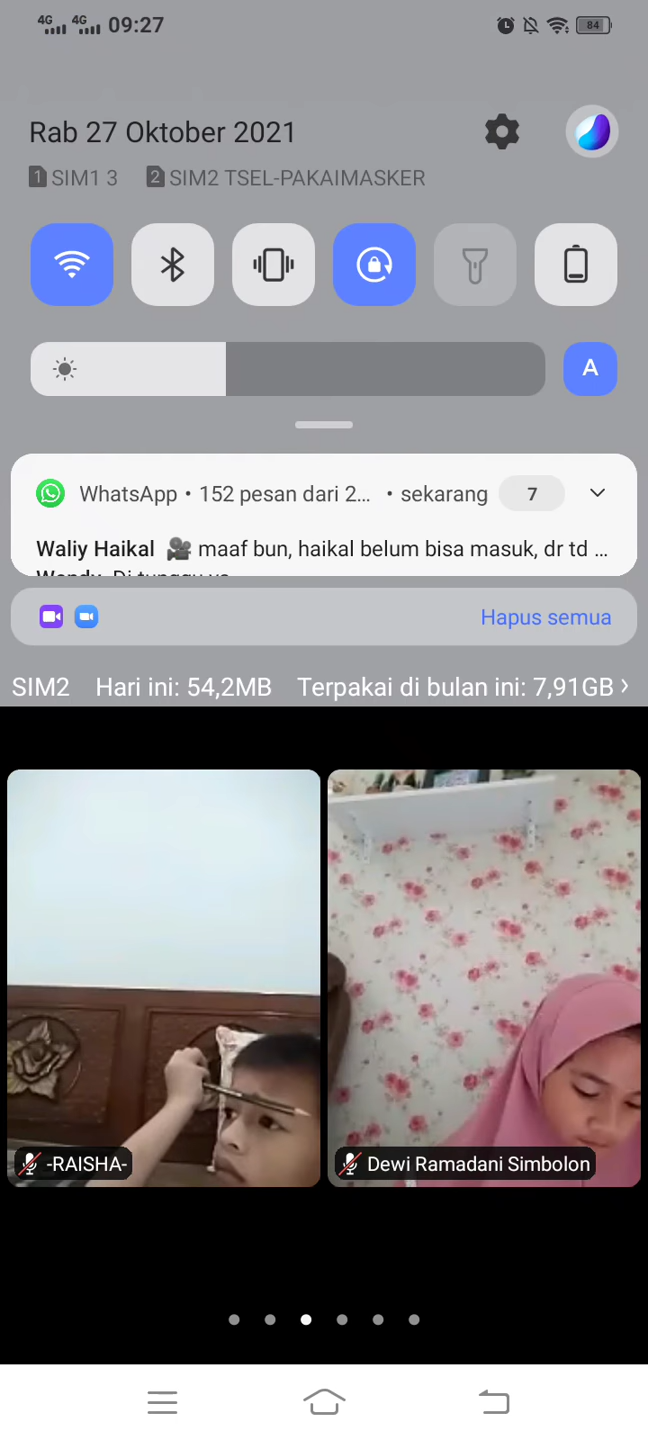 4G 4G 09:27 84
Rab 27 Oktober 2021
1 SIM1 3 2 SIM2 TSEL-PAKAIMASKER
A
WhatsApp • 152 pesan dari 2... • sekarang 7
Waliy Haikal 🎥 maaf bun, haikal belum bisa masuk, dr td ...
Hapus semua
SIM2 Hari ini: 54,2MB Terpakai di bulan ini: 7,91GB ›
-RAISHA-
Dewi Ramadani Simbolon